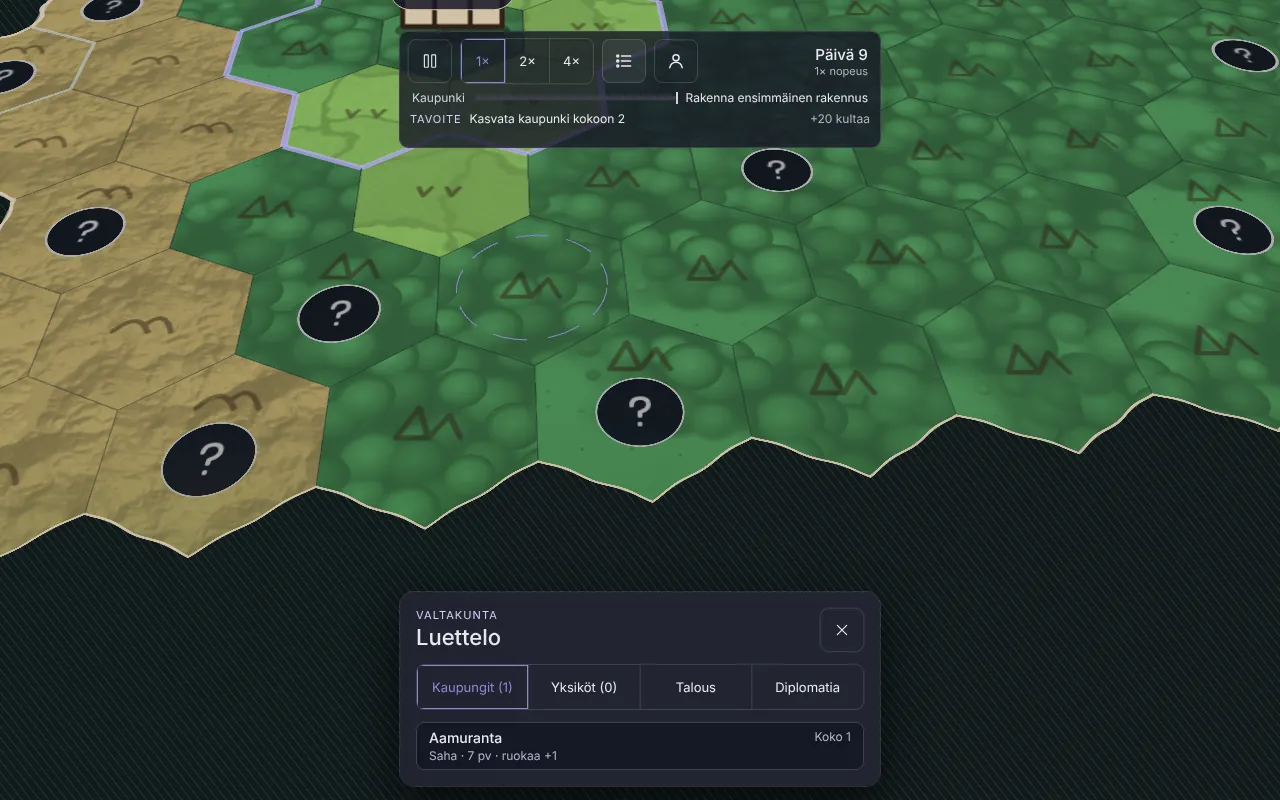 1× 2× 4×
Päivä 9
1× nopeus
Kaupunki Rakenna ensimmäinen rakennus
TAVOITE Kasvata kaupunki kokoon 2 +20 kultaa
?
?
?
?
?
?
?
?
?
VALTAKUNTA
Luettelo
Kaupungit (1) Yksiköt (0) Talous Diplomatia
Aamuranta Koko 1
Saha · 7 pv · ruokaa +1